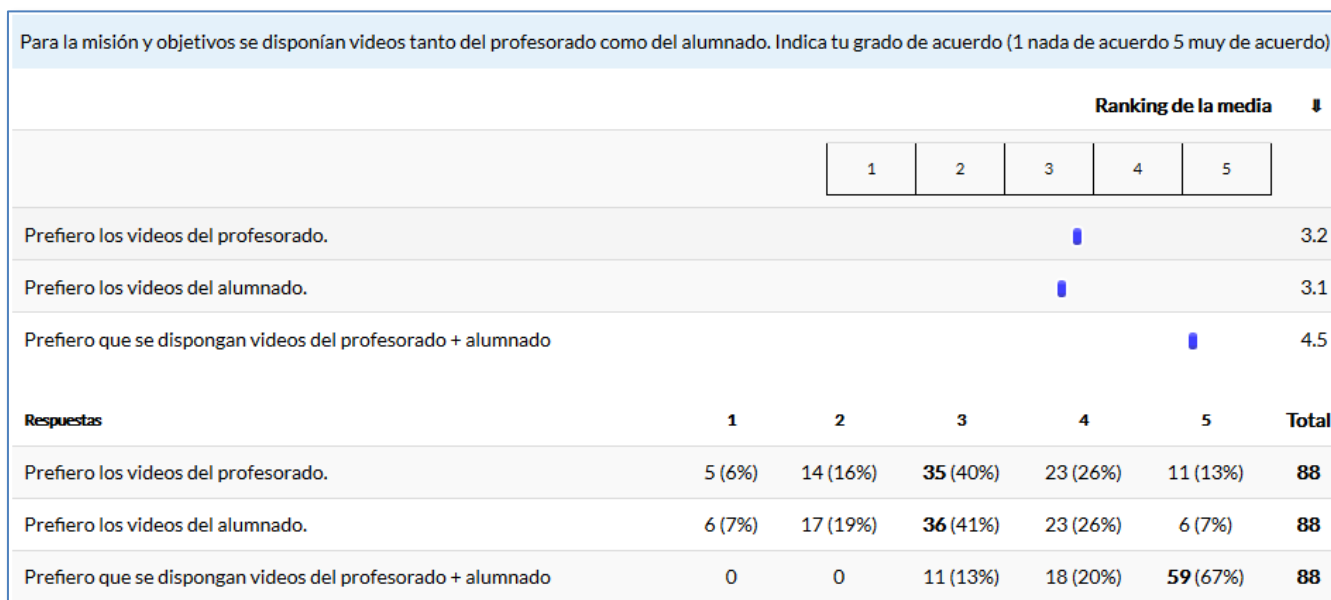 Para la misión y objetivos se disponían videos tanto del profesorado como del alumnado. Indica tu grado de acuerdo (1 nada de acuerdo 5 muy de acuerdo)
Ranking de la media ⬇
1 2 3 4 5
Prefiero los videos del profesorado. 3.2
Prefiero los videos del alumnado. 3.1
Prefiero que se dispongan videos del profesorado + alumnado 4.5
Respuestas 1 2 3 4 5 Total
Prefiero los videos del profesorado. 5 (6%) 14 (16%) 35 (40%) 23 (26%) 11 (13%) 88
Prefiero los videos del alumnado. 6 (7%) 17 (19%) 36 (41%) 23 (26%) 6 (7%) 88
Prefiero que se dispongan videos del profesorado + alumnado 0 0 11 (13%) 18 (20%) 59 (67%) 88